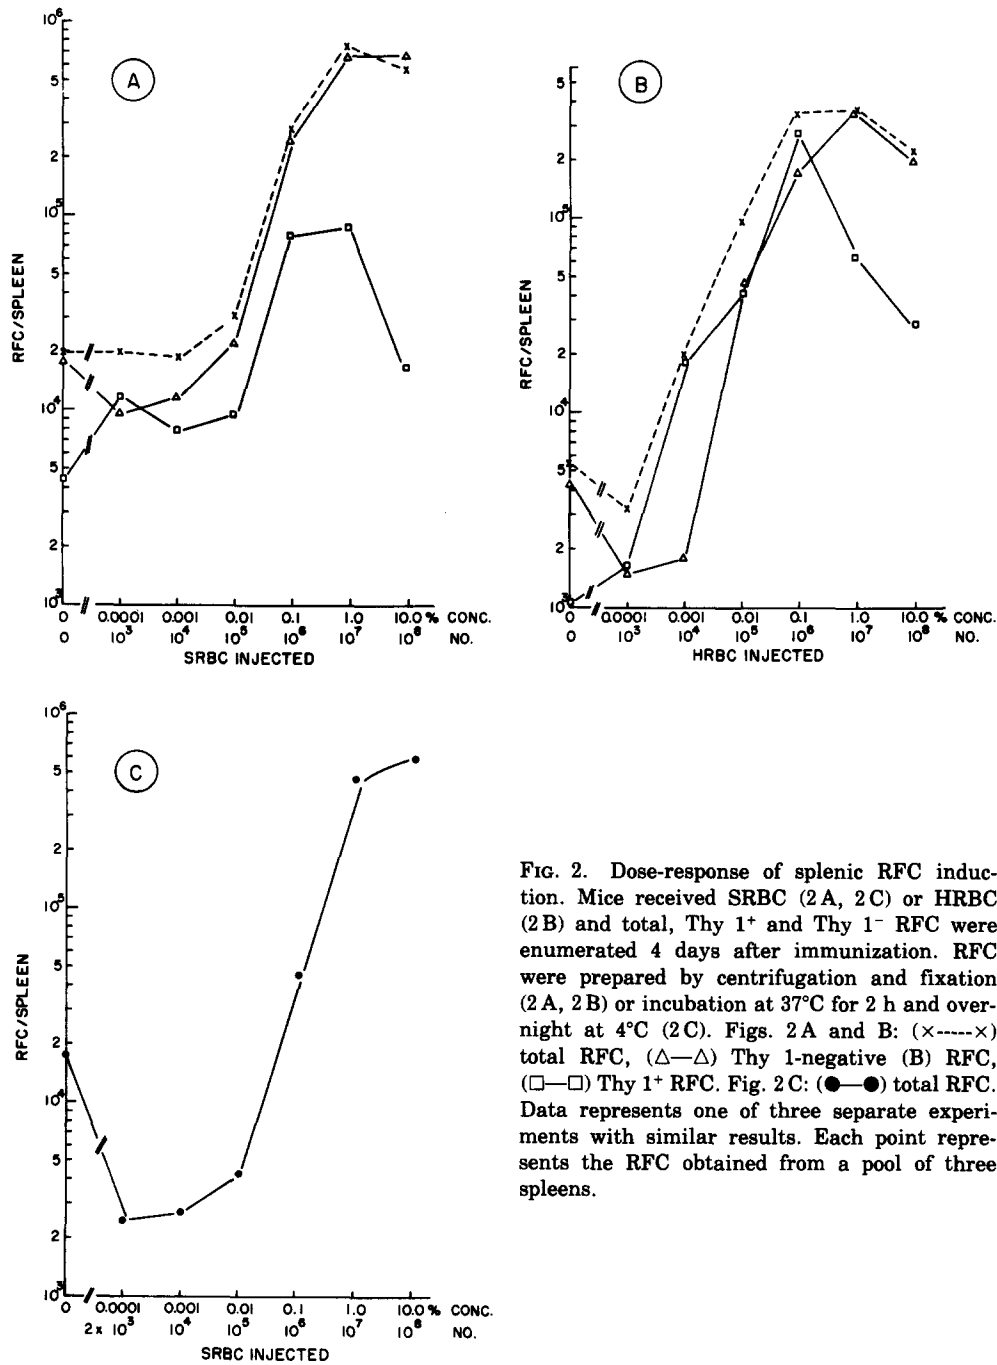 10⁶
5
2
10⁵
5
2
10⁴
5
2
10³
RFC/SPLEEN
A
0 0.0001 0.001 0.01 0.1 1.0 10.0 % CONC.
0 10³ 10⁴ 10⁵ 10⁶ 10⁷ 10⁸ NO.
SRBC INJECTED
5
2
10⁵
5
2
10⁴
5
2
10³
RFC/SPLEEN
B
0 0.0001 0.001 0.01 0.1 1.0 10.0 % CONC.
0 10³ 10⁴ 10⁵ 10⁶ 10⁷ 10⁸ NO.
HRBC INJECTED
10⁶
5
2
10⁵
5
2
10⁴
5
2
10³
RFC/SPLEEN
C
0 0.0001 0.001 0.01 0.1 1.0 10.0 % CONC.
2 x 10³ 10⁴ 10⁵ 10⁶ 10⁷ 10⁸ NO.
SRBC INJECTED
FIG. 2. Dose-response of splenic RFC induc-
tion. Mice received SRBC (2 A, 2 C) or HRBC
(2 B) and total, Thy 1⁺ and Thy 1⁻ RFC were
enumerated 4 days after immunization. RFC
were prepared by centrifugation and fixation
(2 A, 2 B) or incubation at 37°C for 2 h and over-
night at 4°C (2 C). Figs. 2 A and B: (×-----×)
total RFC, (△—△) Thy 1-negative (B) RFC,
(□—□) Thy 1⁺ RFC. Fig. 2 C: (●—●) total RFC.
Data represents one of three separate experi-
ments with similar results. Each point repre-
sents the RFC obtained from a pool of three
spleens.